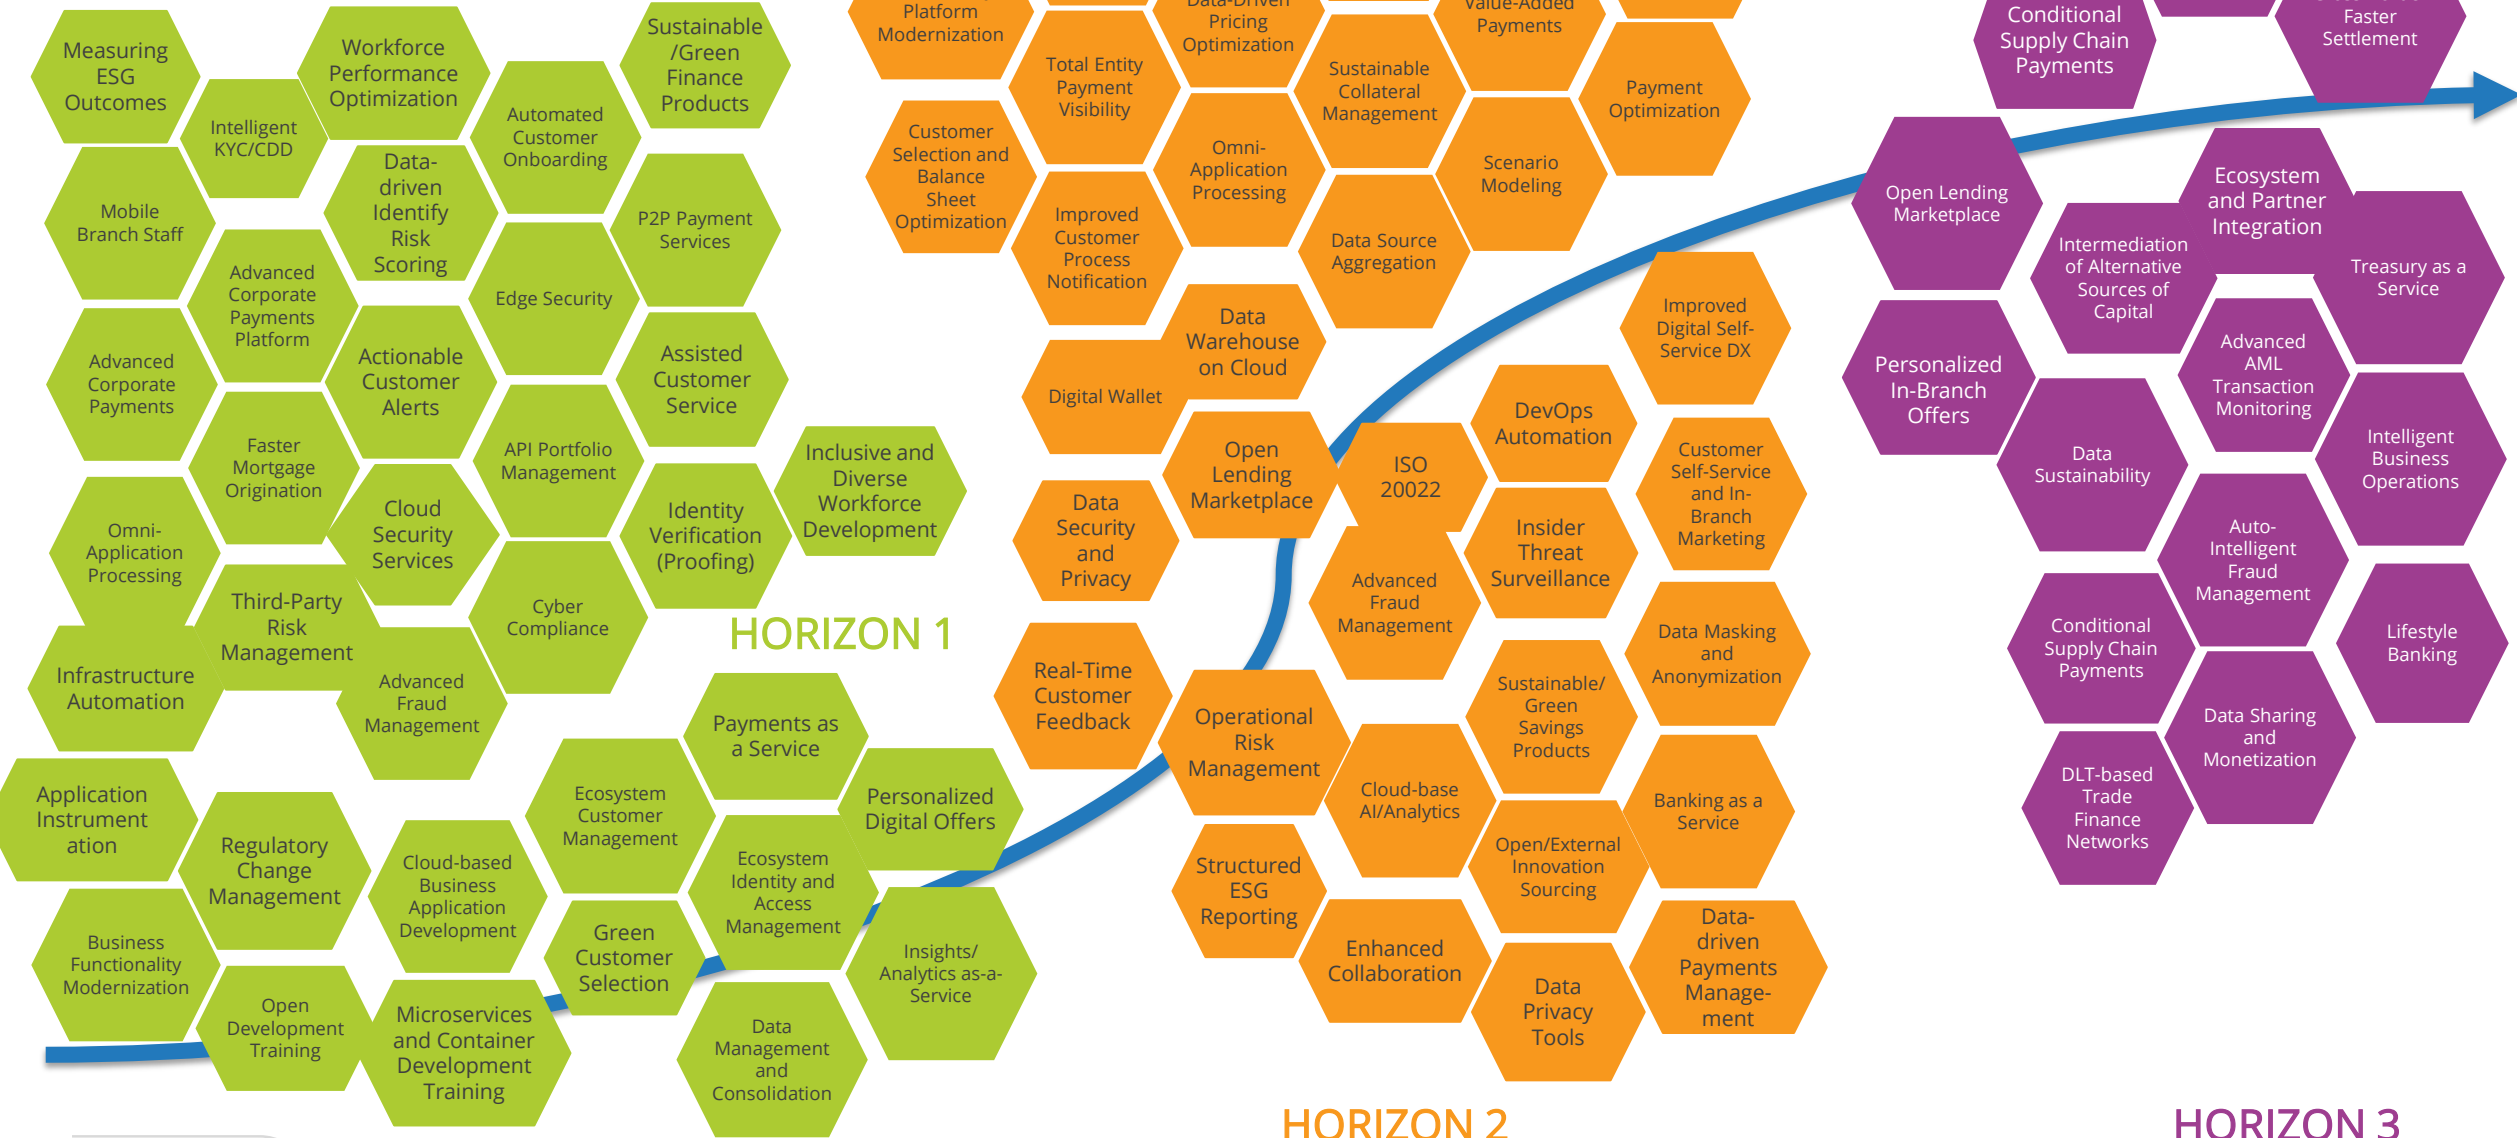 Measuring
ESG
Outcomes
Workforce
Performance
Optimization
Sustainable
/Green
Finance
Products
Intelligent
KYC/CDD
Automated
Customer
Onboarding
Mobile
Branch Staff
Data-
driven
Identify
Risk
Scoring
P2P Payment
Services
Advanced
Corporate
Payments
Platform
Edge Security
Advanced
Corporate
Payments
Actionable
Customer
Alerts
Assisted
Customer
Service
Faster
Mortgage
Origination
API Portfolio
Management
Inclusive and
Diverse
Workforce
Development
Omni-
Application
Processing
Cloud
Security
Services
Identity
Verification
(Proofing)
Third-Party
Risk
Management
Cyber
Compliance
HORIZON 1
Infrastructure
Automation
Advanced
Fraud
Management
Payments as
a Service
Application
Instrument
ation
Ecosystem
Customer
Management
Personalized
Digital Offers
Regulatory
Change
Management
Cloud-based
Business
Application
Development
Ecosystem
Identity and
Access
Management
Business
Functionality
Modernization
Green
Customer
Selection
Insights/
Analytics as-a-
Service
Open
Development
Training
Microservices
and Container
Development
Training
Data
Management
and
Consolidation
Platform
Modernization
Data-Driven
Pricing
Optimization
Value-Added
Payments
Total Entity
Payment
Visibility
Sustainable
Collateral
Management
Payment
Optimization
Customer
Selection and
Balance
Sheet
Optimization
Omni-
Application
Processing
Scenario
Modeling
Improved
Customer
Process
Notification
Data Source
Aggregation
Data
Warehouse
on Cloud
Improved
Digital Self-
Service DX
Digital Wallet
DevOps
Automation
Open
Lending
Marketplace
ISO
20022
Customer
Self-Service
and In-
Branch
Marketing
Data
Security
and
Privacy
Insider
Threat
Surveillance
Advanced
Fraud
Management
Data Masking
and
Anonymization
Real-Time
Customer
Feedback
Operational
Risk
Management
Sustainable/
Green
Savings
Products
Cloud-base
AI/Analytics
Banking as a
Service
Structured
ESG
Reporting
Open/External
Innovation
Sourcing
Enhanced
Collaboration
Data-
driven
Payments
Manage-
ment
Data
Privacy
Tools
HORIZON 2
Conditional
Supply Chain
Payments
Faster
Settlement
Open Lending
Marketplace
Ecosystem
and Partner
Integration
Intermediation
of Alternative
Sources of
Capital
Treasury as a
Service
Personalized
In-Branch
Offers
Advanced
AML
Transaction
Monitoring
Data
Sustainability
Intelligent
Business
Operations
Auto-
Intelligent
Fraud
Management
Conditional
Supply Chain
Payments
Lifestyle
Banking
Data Sharing
and
Monetization
DLT-based
Trade
Finance
Networks
HORIZON 3